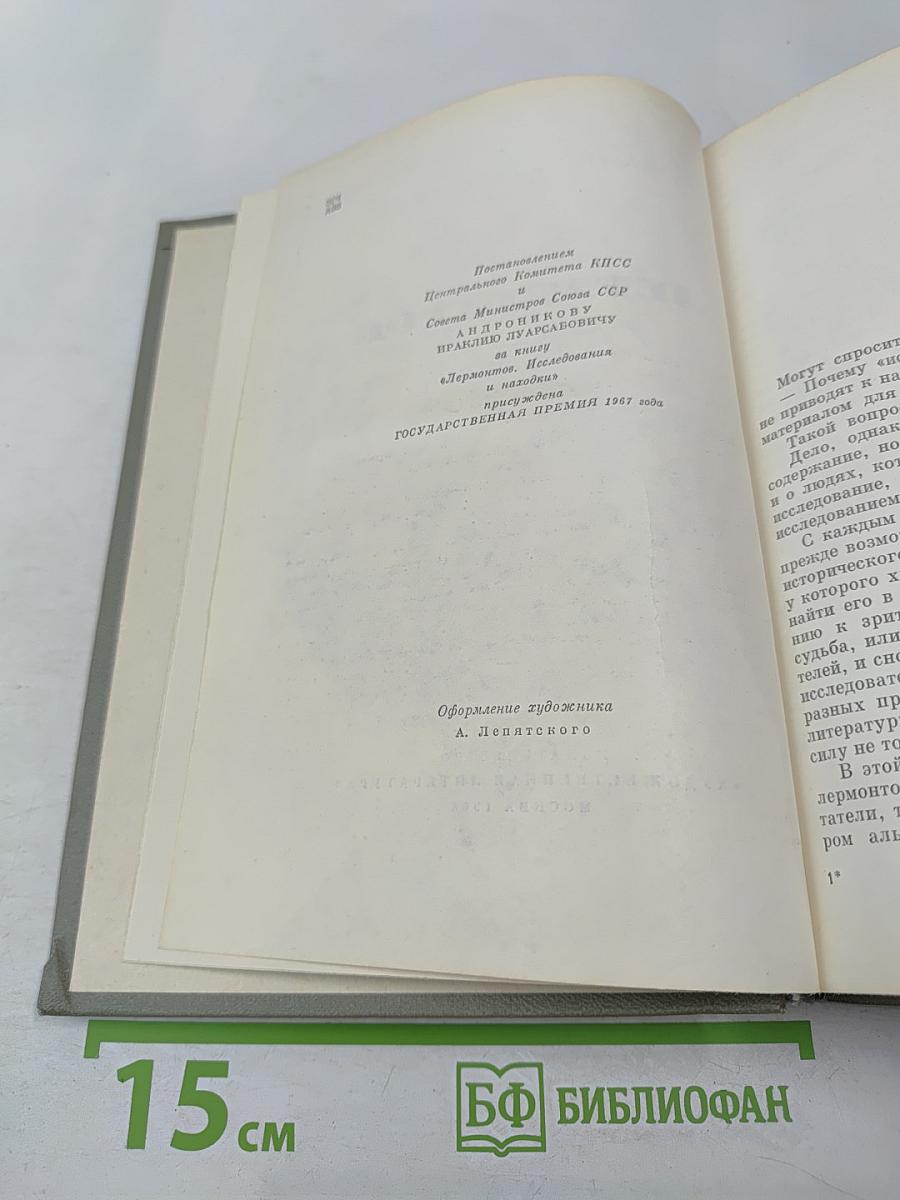 Постановлением
Центрального Комитета КПСС
и
Совета Министров Союза ССР
АНДРОНИКОВУ
ИРАКЛИЮ ЛУАРСАБОВИЧУ
за книгу
«Лермонтов. Исследования
и находки»
присуждена
ГОСУДАРСТВЕННАЯ ПРЕМИЯ 1967 года
Оформление художника
А. Лепятского
Могут спросит
— Почему «ис
не приводят к на
материалом для
Такой вопро
Дело, однак
содержание, но
и о людях, кот
исследование,
исследованием
С каждым
прежде возмо
исторического
у которого х
найти его в
нию к зрит
судьба, или
телей, и сно
исследовате
разных пр
литератур
силу не то
В этой
лермонто
татели, т
ром аль
1*
15 см
БФ БИБЛИОФАН